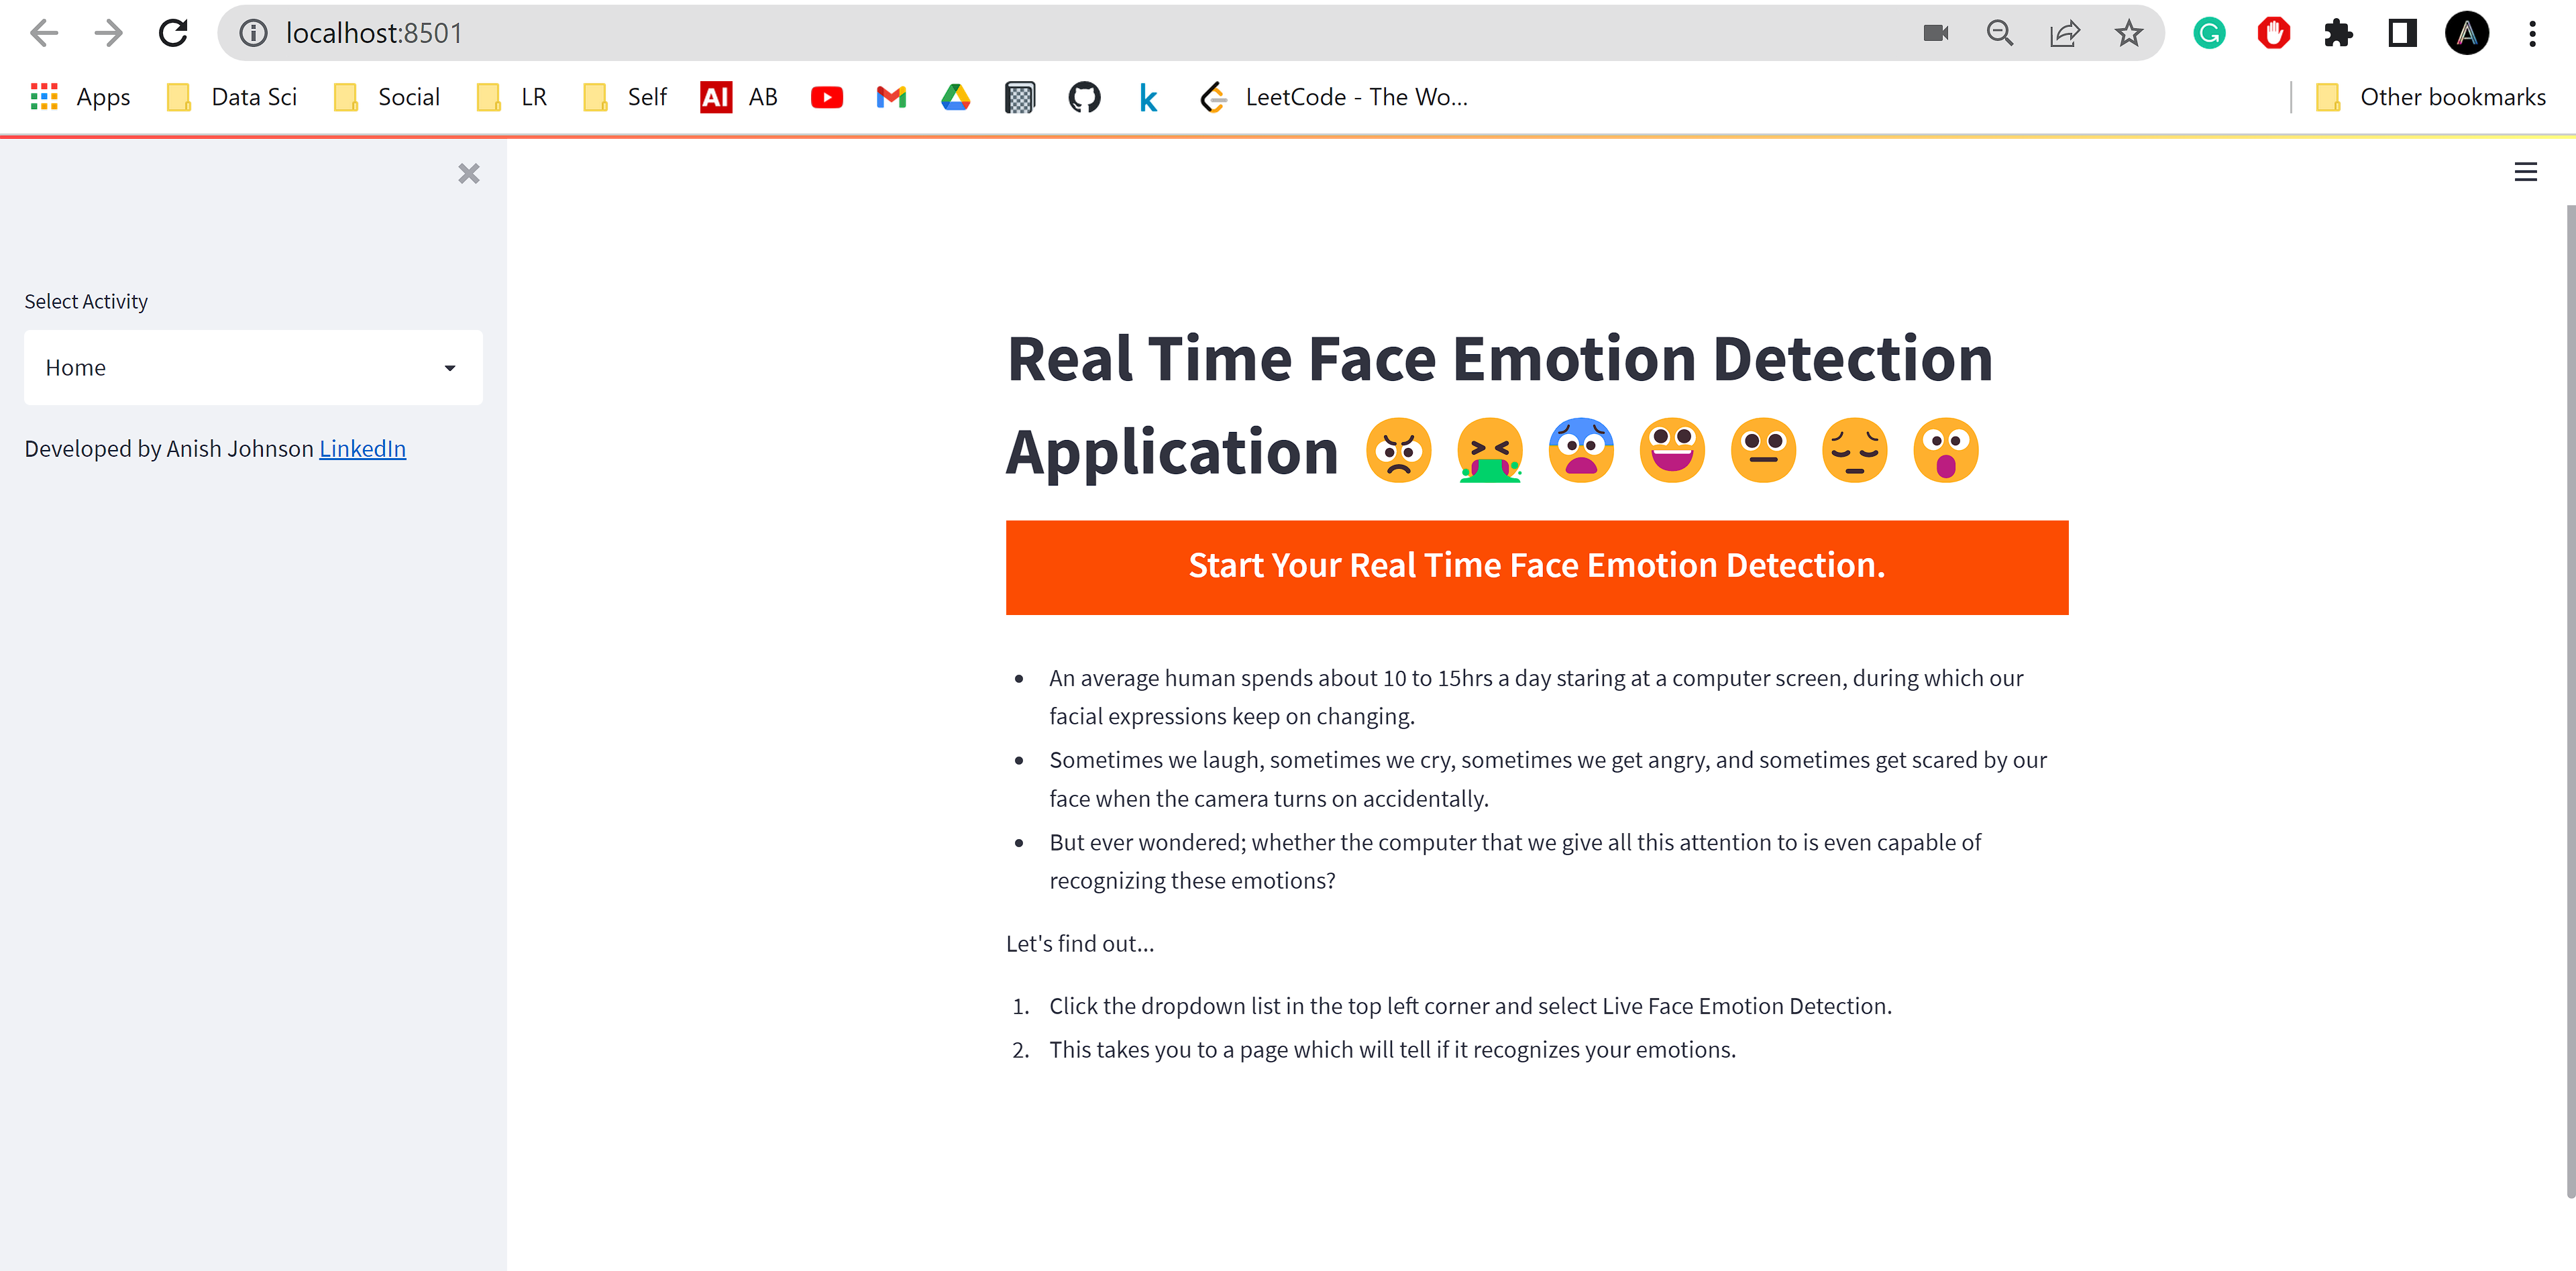 localhost:8501
Apps Data Sci Social LR Self AI AB k LeetCode - The Wo... Other bookmarks
Select Activity
Home
Developed by Anish Johnson LinkedIn
Real Time Face Emotion Detection
Application 😠 🤮 😨 😀 😐 😔 😮
Start Your Real Time Face Emotion Detection.
• An average human spends about 10 to 15hrs a day staring at a computer screen, during which our
facial expressions keep on changing.
• Sometimes we laugh, sometimes we cry, sometimes we get angry, and sometimes get scared by our
face when the camera turns on accidentally.
• But ever wondered; whether the computer that we give all this attention to is even capable of
recognizing these emotions?
Let's find out...
1. Click the dropdown list in the top left corner and select Live Face Emotion Detection.
2. This takes you to a page which will tell if it recognizes your emotions.